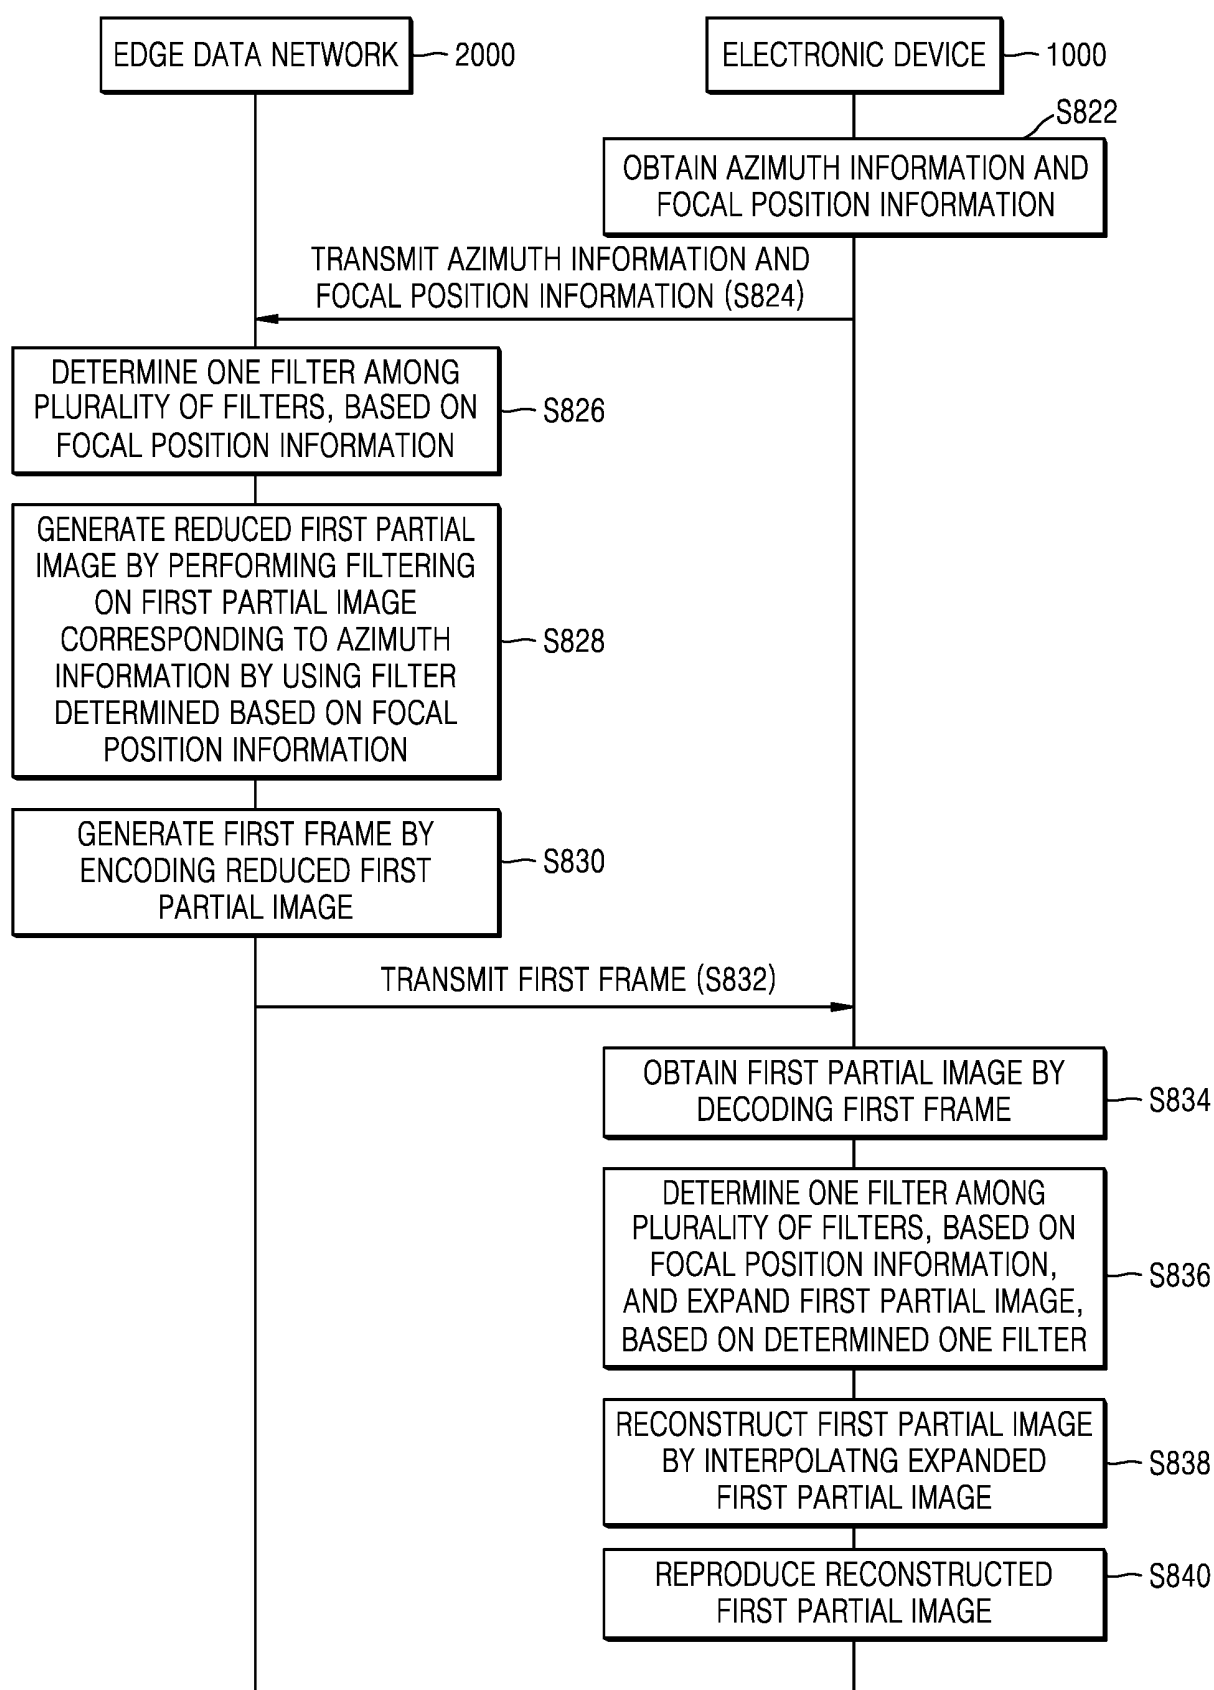 EDGE DATA NETWORK
2000
ELECTRONIC DEVICE
1000
S822
OBTAIN AZIMUTH INFORMATION AND
FOCAL POSITION INFORMATION
TRANSMIT AZIMUTH INFORMATION AND
FOCAL POSITION INFORMATION (S824)
DETERMINE ONE FILTER AMONG
PLURALITY OF FILTERS, BASED ON
FOCAL POSITION INFORMATION
S826
GENERATE REDUCED FIRST PARTIAL
IMAGE BY PERFORMING FILTERING
ON FIRST PARTIAL IMAGE
CORRESPONDING TO AZIMUTH
INFORMATION BY USING FILTER
DETERMINED BASED ON FOCAL
POSITION INFORMATION
S828
GENERATE FIRST FRAME BY
ENCODING REDUCED FIRST
PARTIAL IMAGE
S830
TRANSMIT FIRST FRAME (S832)
OBTAIN FIRST PARTIAL IMAGE BY
DECODING FIRST FRAME
S834
DETERMINE ONE FILTER AMONG
PLURALITY OF FILTERS, BASED ON
FOCAL POSITION INFORMATION,
AND EXPAND FIRST PARTIAL IMAGE,
BASED ON DETERMINED ONE FILTER
S836
RECONSTRUCT FIRST PARTIAL IMAGE
BY INTERPOLATNG EXPANDED
FIRST PARTIAL IMAGE
S838
REPRODUCE RECONSTRUCTED
FIRST PARTIAL IMAGE
S840